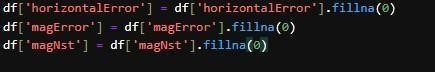 df['horizontalError'] = df['horizontalError'].fillna(0)
df['magError'] = df['magError'].fillna(0)
df['magNst'] = df['magNst'].fillna(0)